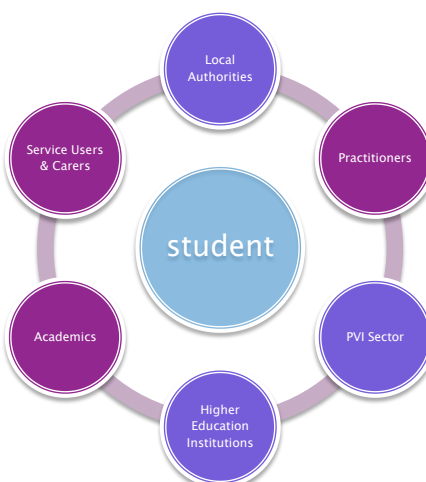 Local
Authorities
Service Users
& Carers
Practitioners
student
Academics
PVI Sector
Higher
Education
Institutions